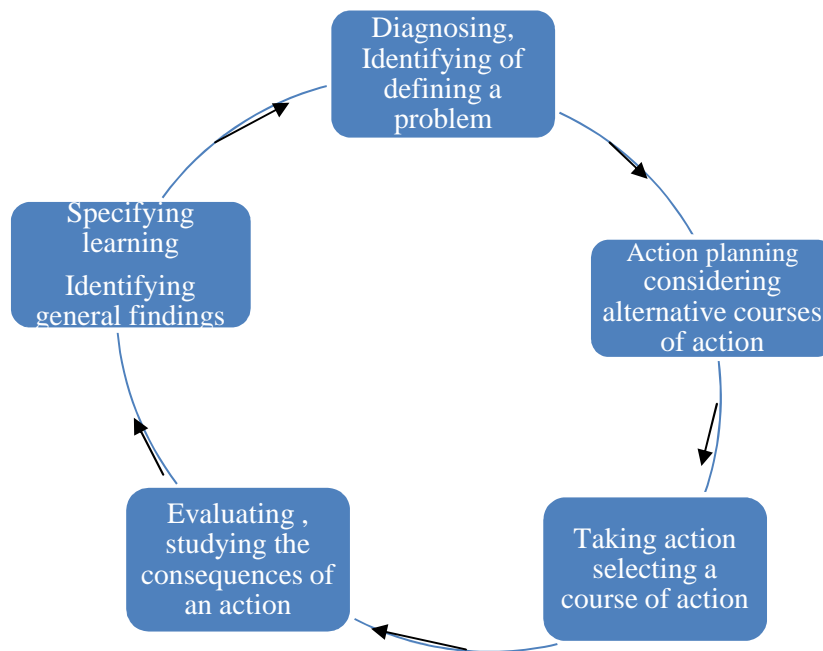 Diagnosing,
Identifying of
defining a
problem
Action planning
considering
alternative courses
of action
Taking action
selecting a
course of action
Evaluating ,
studying the
consequences of
an action
Specifying
learning
Identifying
general findings